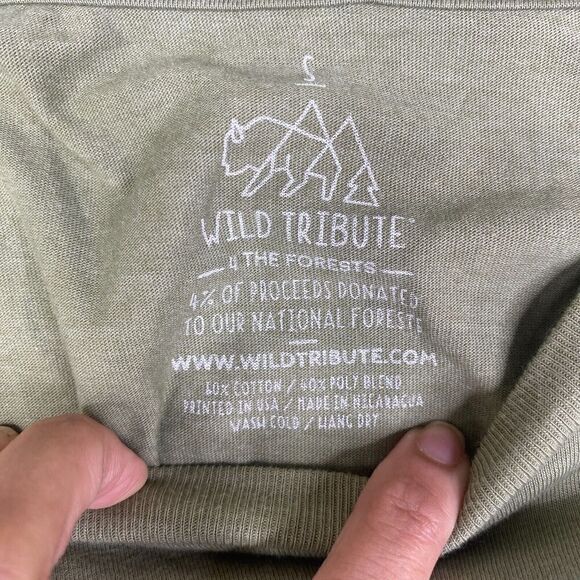 S
WILD TRIBUTE™
4 THE FORESTS
4% OF PROCEEDS DONATED
TO OUR NATIONAL FORESTS
WWW.WILDTRIBUTE.COM
60% COTTON / 40% POLY BLEND
PRINTED IN USA / MADE IN NICARAGUA
WASH COLD / HANG DRY